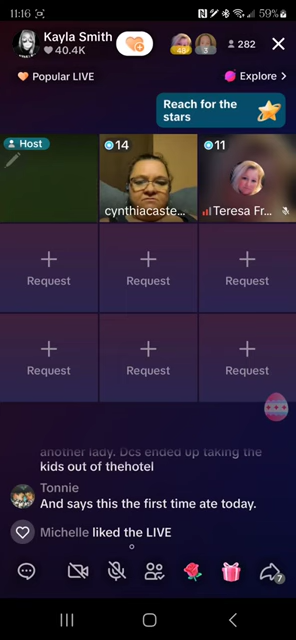 11:16
59%
Kayla Smith
40.4K
48
3
282
Popular LIVE
Explore >
Reach for the
stars
Host
14
11
cynthiacaste...
Teresa Fr...
Request
Request
Request
Request
Request
Request
another lady. Dcs ended up taking the
kids out of thehotel
Tonnie
And says this the first time ate today.
Michelle liked the LIVE
7